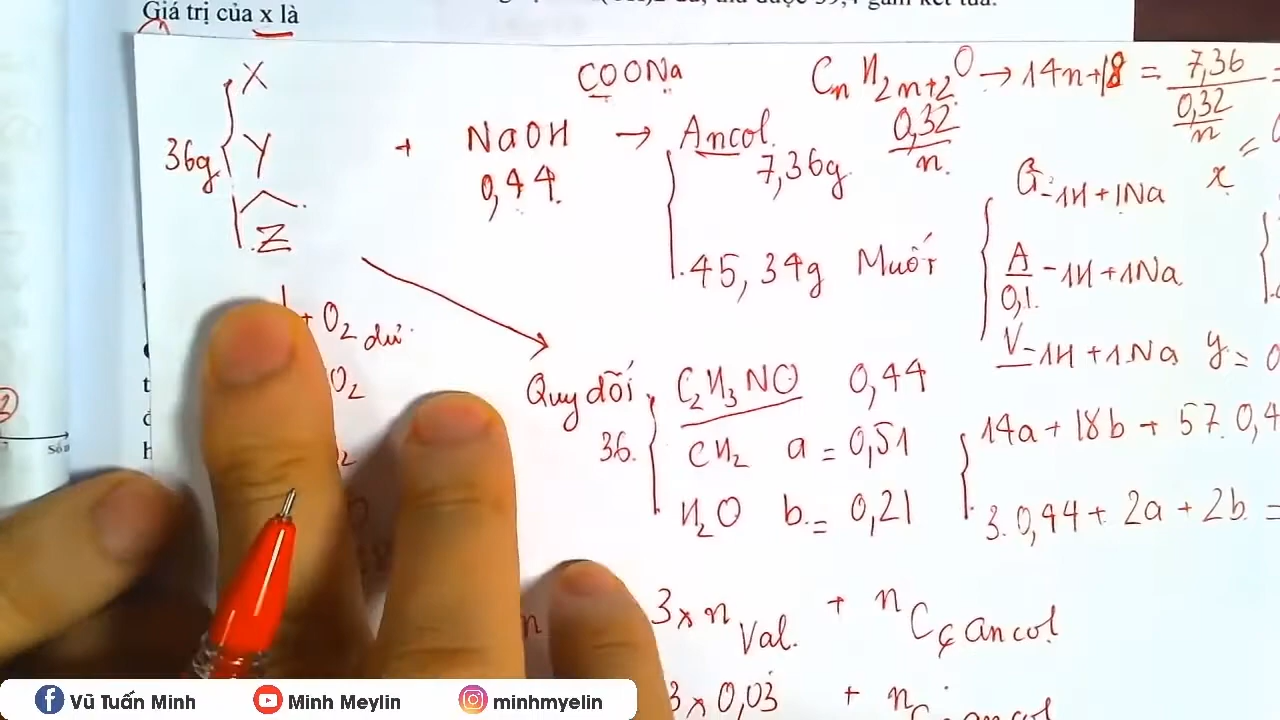 Giá trị của x là
X
Y
Z
36g
+ NaOH
0,44
COONa
→ Ancol
7,36g
45,34g Muối
CnH2n+2O → 14n+18 = 7,36 / 0,32/n
0,32/n
x =
G -1H + 1Na
A -1H + 1Na
0,1
V -1H + 1Na y = 0
+ O2 dư
Quy đổi
36
C2H3NO 0,44
CH2 a = 0,51
H2O b = 0,21
14a + 18b + 57.0,4
3.0,44 + 2a + 2b =
3 x n Val + n C ancol
3 x 0,03 + n C ancol
Vũ Tuấn Minh
Minh Meylin
minhmyelin